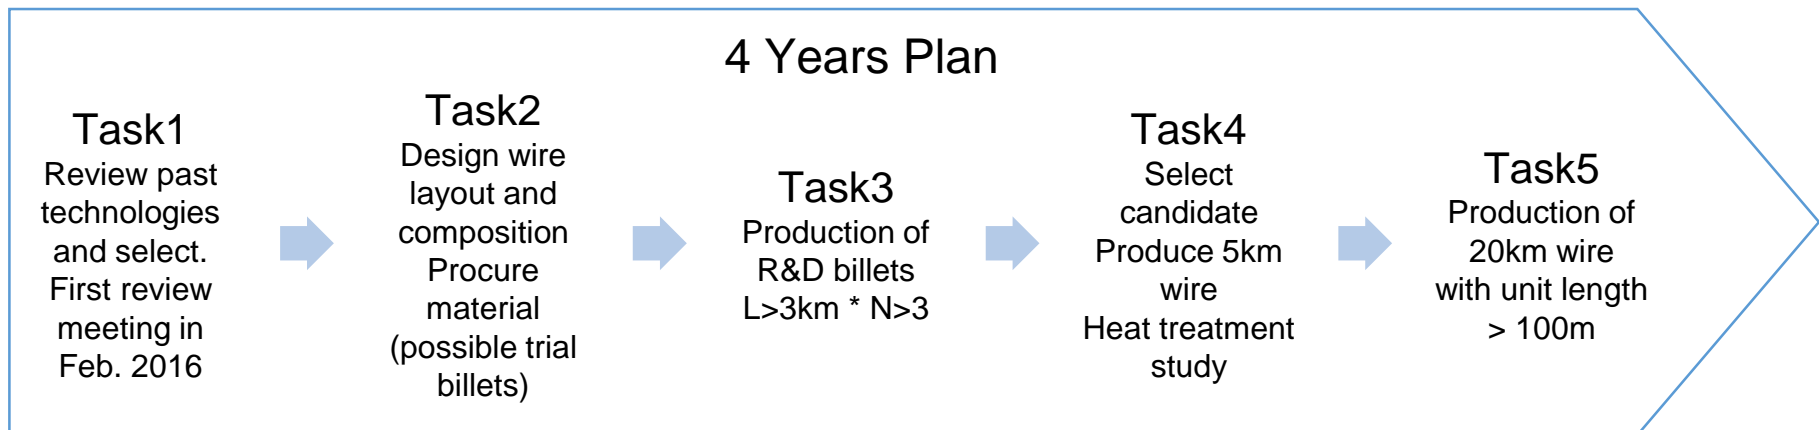 4 Years Plan
Task1
Review past
technologies
and select.
First review
meeting in
Feb. 2016
Task2
Design wire
layout and
composition
Procure
material
(possible trial
billets)
Task3
Production of
R&D billets
L>3km * N>3
Task4
Select
candidate
Produce 5km
wire
Heat treatment
study
Task5
Production of
20km wire
with unit length
> 100m